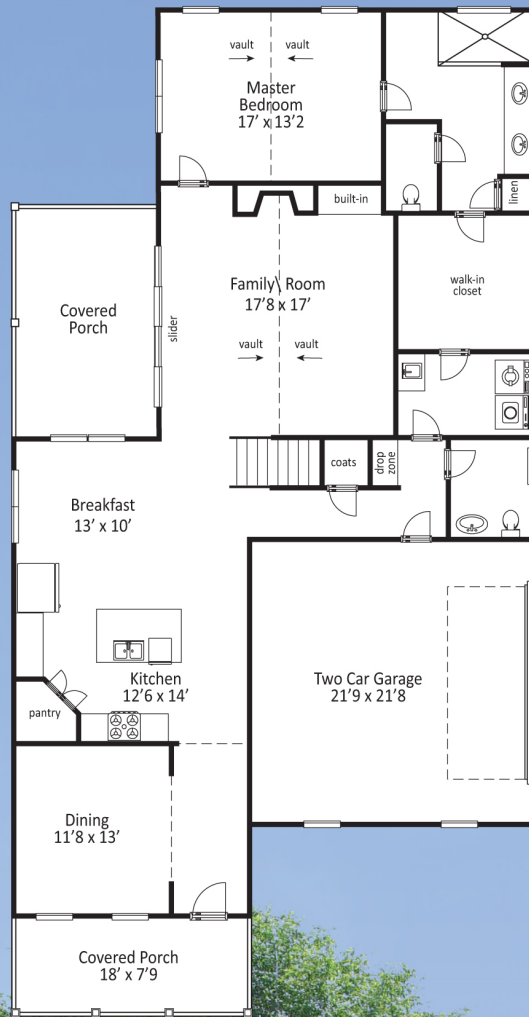 vault vault
Master
Bedroom
17’ x 13’2
linen
built-in
Family Room
17’8 x 17’
walk-in
closet
Covered
Porch
slider
vault vault
coats
drop
zone
Breakfast
13’ x 10’
Kitchen
12’6 x 14’
Two Car Garage
21’9 x 21’8
pantry
Dining
11’8 x 13’
Covered Porch
18’ x 7’9